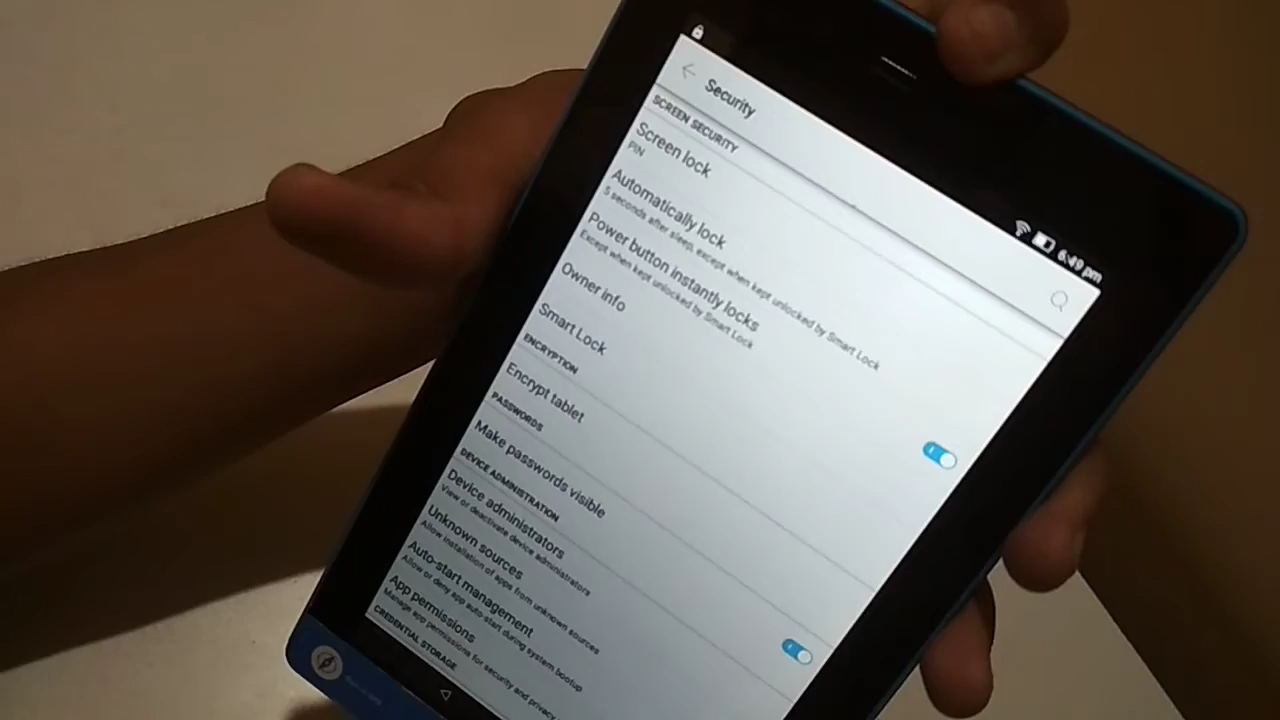 6:49 pm
Security
SCREEN SECURITY
Screen lock
PIN
Automatically lock
5 seconds after sleep, except when kept unlocked by Smart Lock
Power button instantly locks
Except when kept unlocked by Smart Lock
Owner info
Smart Lock
ENCRYPTION
Encrypt tablet
PASSWORDS
Make passwords visible
DEVICE ADMINISTRATION
Device administrators
View or deactivate device administrators
Unknown sources
Allow installation of apps from unknown sources
Auto-start management
Allow or deny app auto-start during system bootup
App permissions
Manage app permissions for security and privacy
CREDENTIAL STORAGE